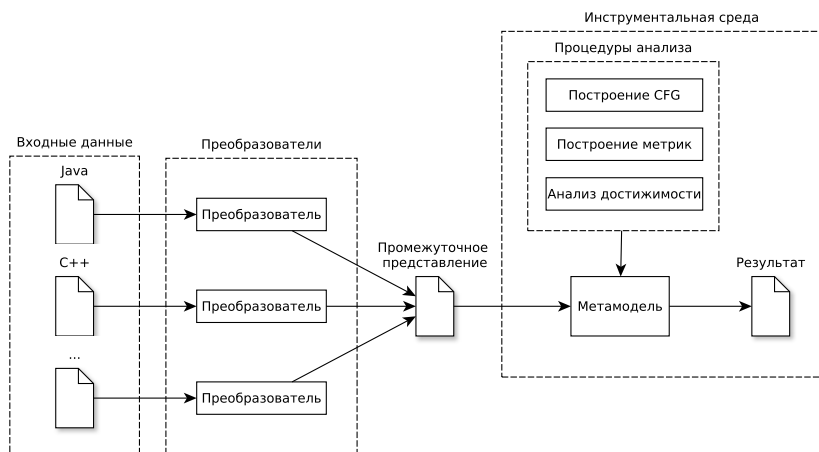 Инструментальная среда
Процедуры анализа
Построение CFG
Построение метрик
Анализ достижимости
Входные данные
Преобразователи
Java
Преобразователь
C++
Преобразователь
...
Преобразователь
Промежуточное
представление
Метамодель
Результат